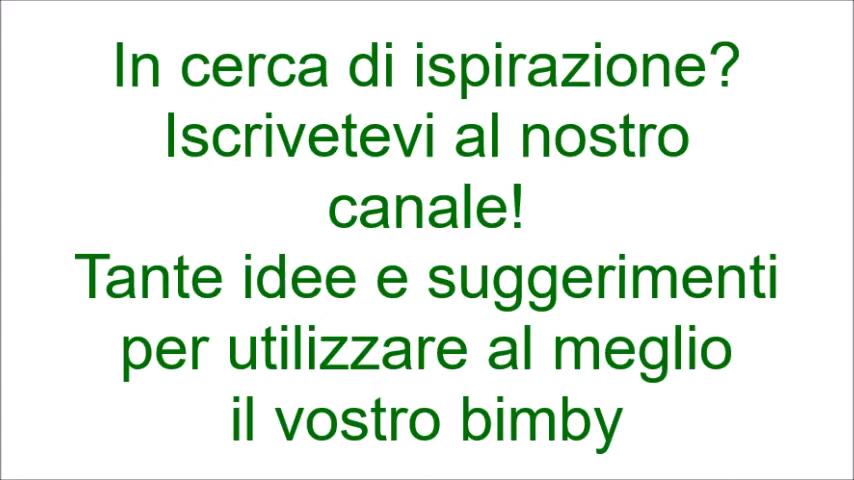 In cerca di ispirazione?
Iscrivetevi al nostro
canale!
Tante idee e suggerimenti
per utilizzare al meglio
il vostro bimby